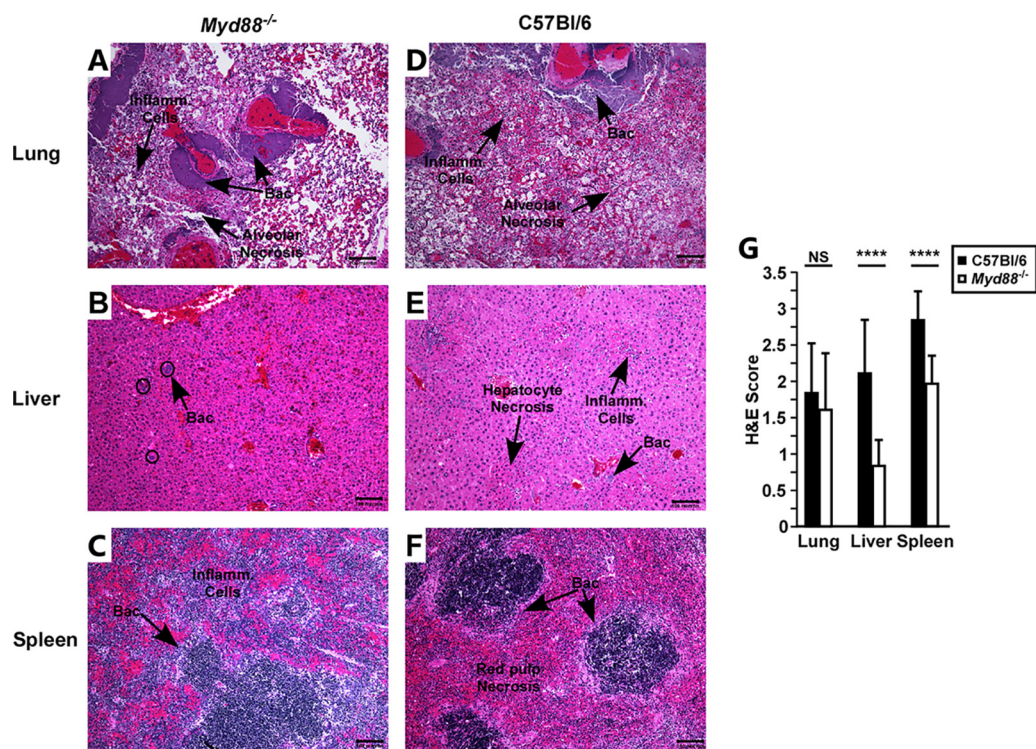 Myd88-/-
C57Bl/6
Lung
A
Inflamm.
Cells
Bac
Alveolar
Necrosis
D
Bac
Inflamm.
Cells
Alveolar
Necrosis
Liver
B
Bac
E
Hepatocyte
Necrosis
Inflamm.
Cells
Bac
Spleen
C
Inflamm.
Cells
Bac
F
Bac
Red pulp
Necrosis
G
NS **** ****
C57Bl/6
Myd88-/-
H&E Score
3.5
3
2.5
2
1.5
1
0.5
0
Lung Liver Spleen